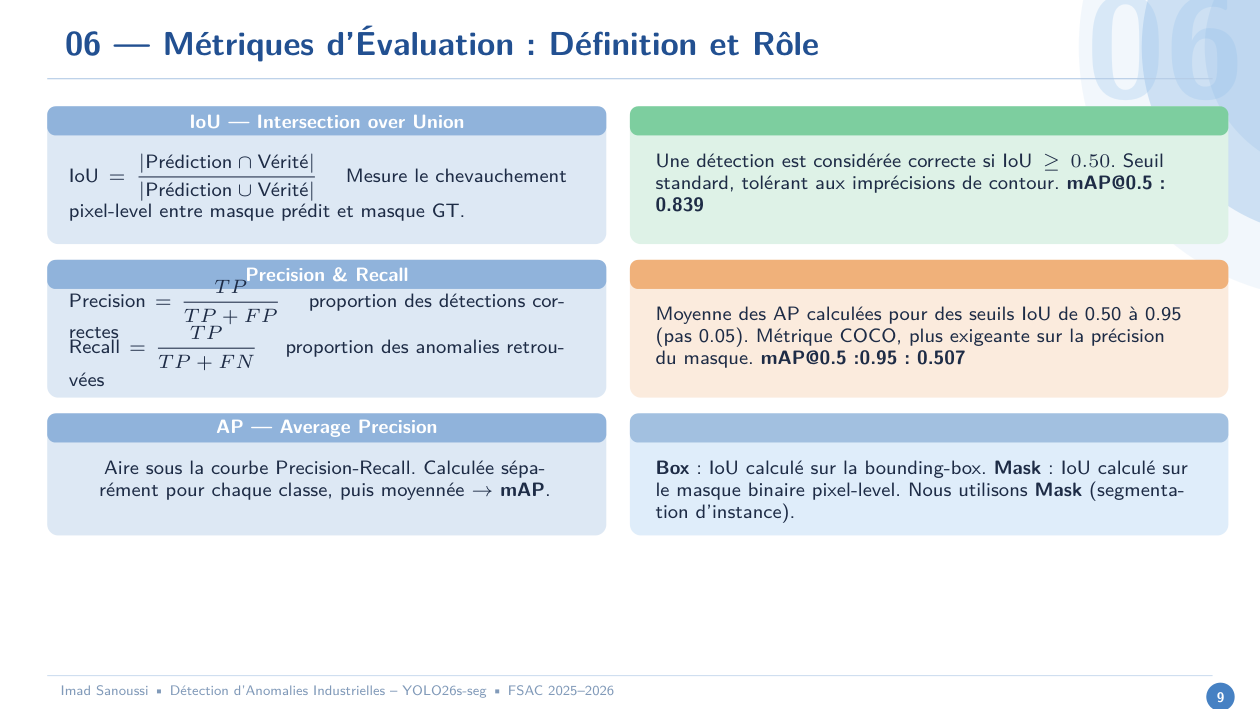 06 — Métriques d'Évaluation : Définition et Rôle
06
IoU — Intersection over Union
IoU = |Prédiction ∩ Vérité| / |Prédiction ∪ Vérité| Mesure le chevauchement
pixel-level entre masque prédit et masque GT.
Une détection est considérée correcte si IoU ≥ 0.50. Seuil
standard, tolérant aux imprécisions de contour. mAP@0.5 :
0.839
Precision & Recall
Precision = TP / TP + FP proportion des détections cor-
rectes
Recall = TP / TP + FN proportion des anomalies retrou-
vées
Moyenne des AP calculées pour des seuils IoU de 0.50 à 0.95
(pas 0.05). Métrique COCO, plus exigeante sur la précision
du masque. mAP@0.5 :0.95 : 0.507
AP — Average Precision
Aire sous la courbe Precision-Recall. Calculée sépa-
rément pour chaque classe, puis moyennée → mAP.
Box : IoU calculé sur la bounding-box. Mask : IoU calculé sur
le masque binaire pixel-level. Nous utilisons Mask (segmenta-
tion d'instance).
Imad Sanoussi ▪ Détection d'Anomalies Industrielles – YOLO26s-seg ▪ FSAC 2025–2026
9